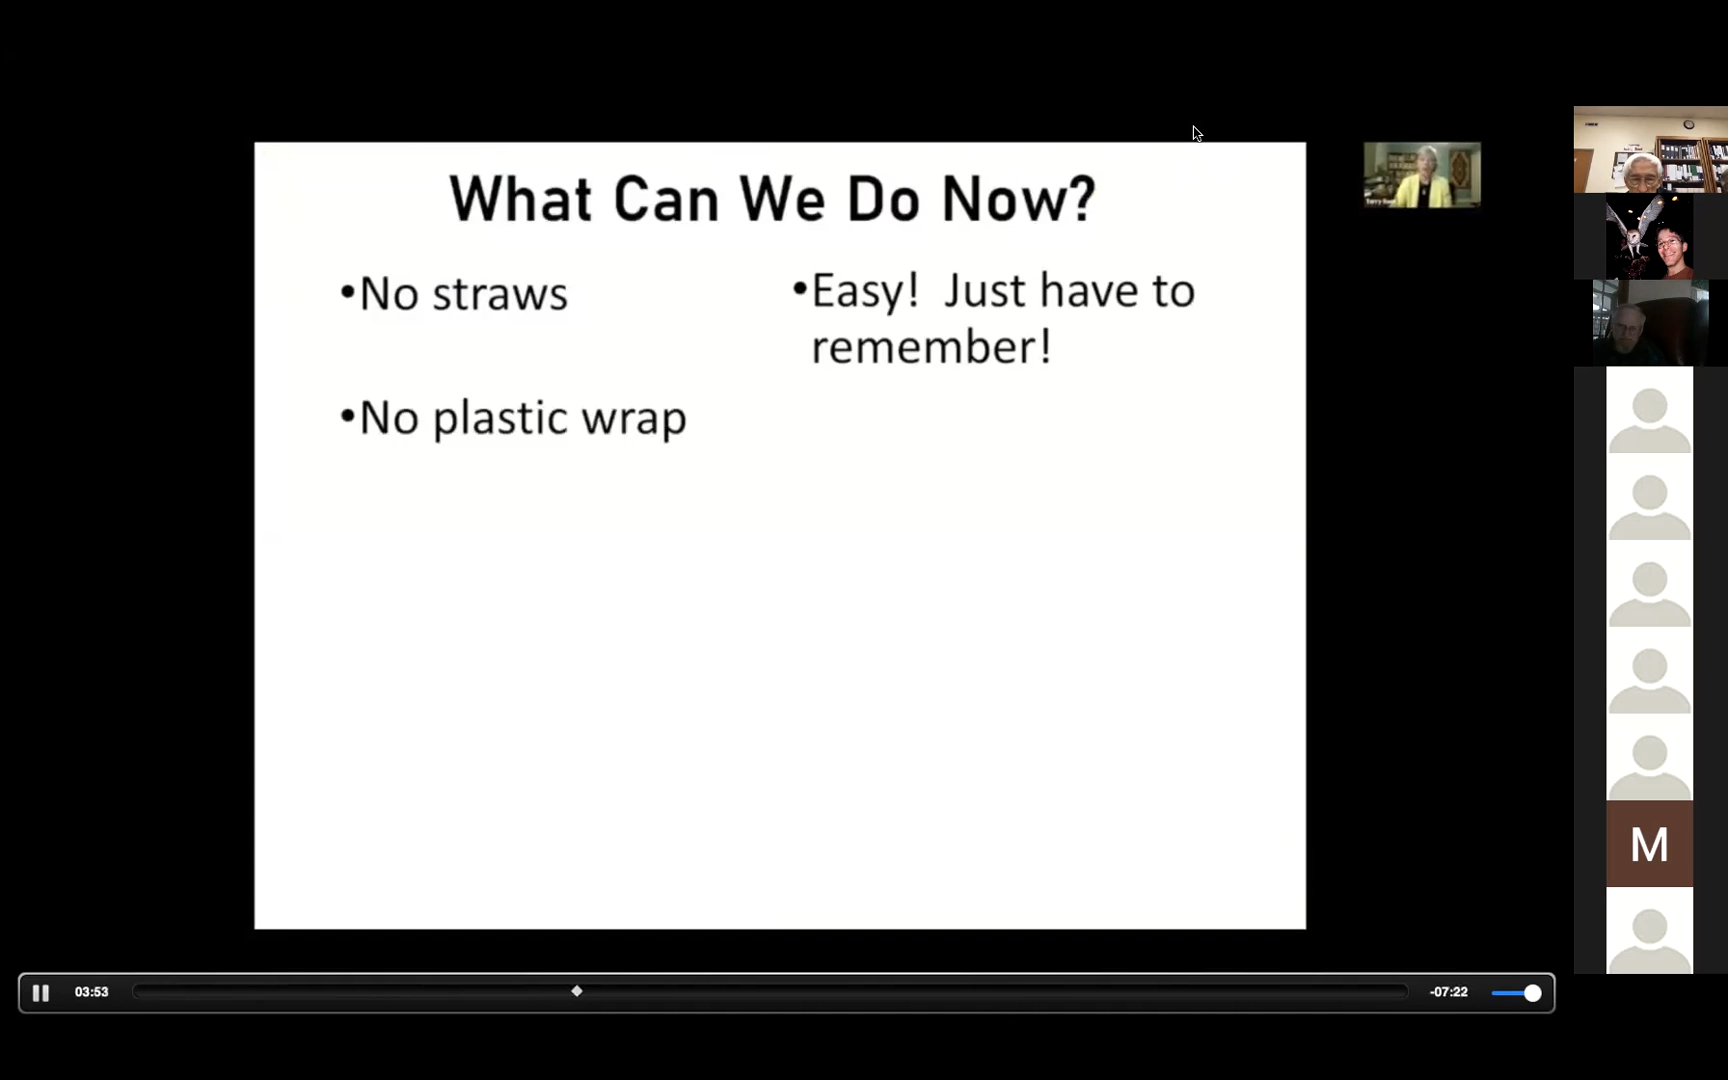 What Can We Do Now?
•No straws
•Easy!  Just have to
remember!
•No plastic wrap
M
03:53
-07:22